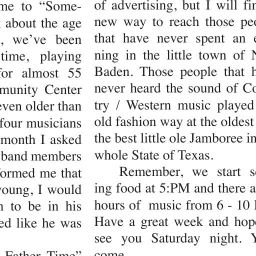 me to "Some-
about the age
, we've been
time, playing
for almost 55
munity Center
even older than
four musicians
month I asked
band members
formed me that
young, I would
n to be in his
ed like he was
Father Time"
of advertising, but I will fin
new way to reach those peo
that have never spent an e
ning in the little town of N
Baden. Those people that h
never heard the sound of Co
try / Western music played
old fashion way at the oldest
the best little ole Jamboree in
whole State of Texas.
Remember, we start se
ing food at 5:PM and there a
hours of music from 6 - 10 P
Have a great week and hope
see you Saturday night. Y
come